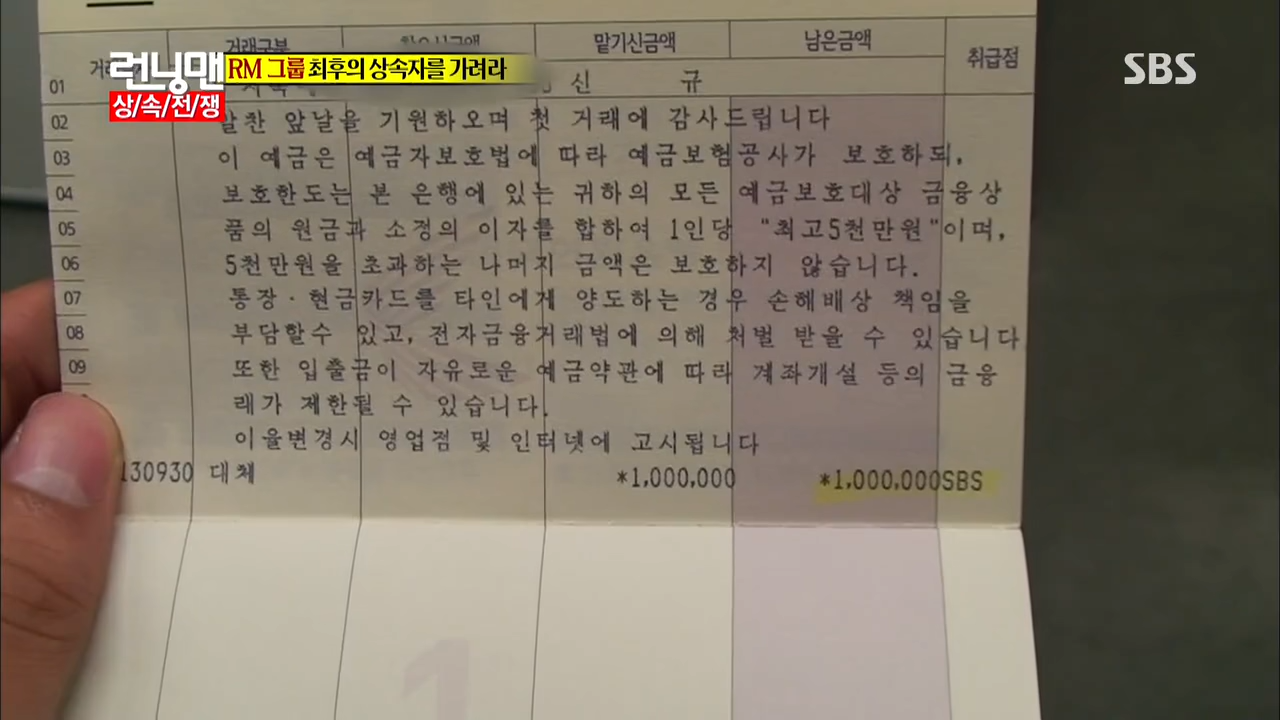 거래구분 찾으신금액 맡기신금액 남은금액 취급점
런닝맨 RM 그룹 최후의 상속자를 가려라
상/속/전/쟁
SBS
01 신 규
02 알찬 앞날을 기원하오며 첫 거래에 감사드립니다
03 이 예금은 예금자보호법에 따라 예금보험공사가 보호하되,
04 보호한도는 본 은행에 있는 귀하의 모든 예금보호대상 금융상
05 품의 원금과 소정의 이자를 합하여 1인당 "최고5천만원"이며,
06 5천만원을 초과하는 나머지 금액은 보호하지 않습니다.
07 통장·현금카드를 타인에게 양도하는 경우 손해배상 책임을
08 부담할수 있고, 전자금융거래법에 의해 처벌 받을 수 있습니다
09 또한 입출금이 자유로운 예금약관에 따라 계좌개설 등의 금융
래가 제한될 수 있습니다.
이율변경시 영업점 및 인터넷에 고시됩니다
130930 대체 *1,000,000 *1,000,000SBS
1